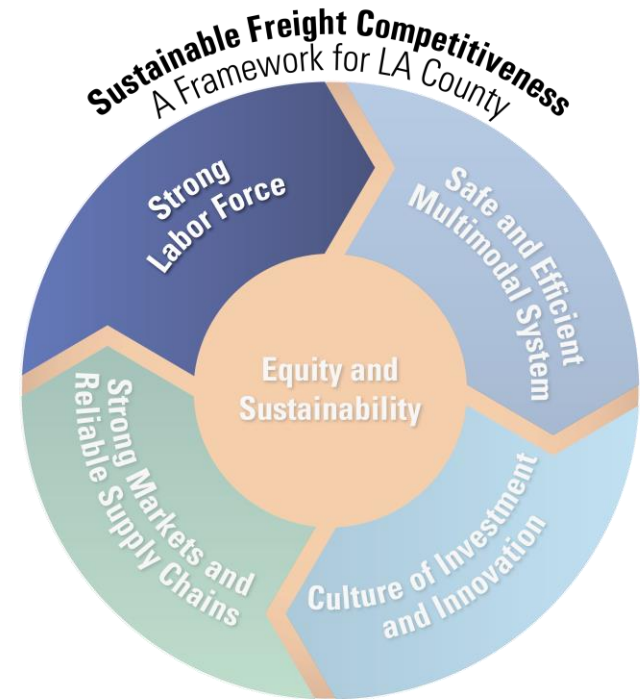 Sustainable Freight Competitiveness
A Framework for LA County
Strong
Labor Force
Safe and Efficient
Multimodal System
Equity and
Sustainability
Strong Markets and
Reliable Supply Chains
Culture of Investment
and Innovation